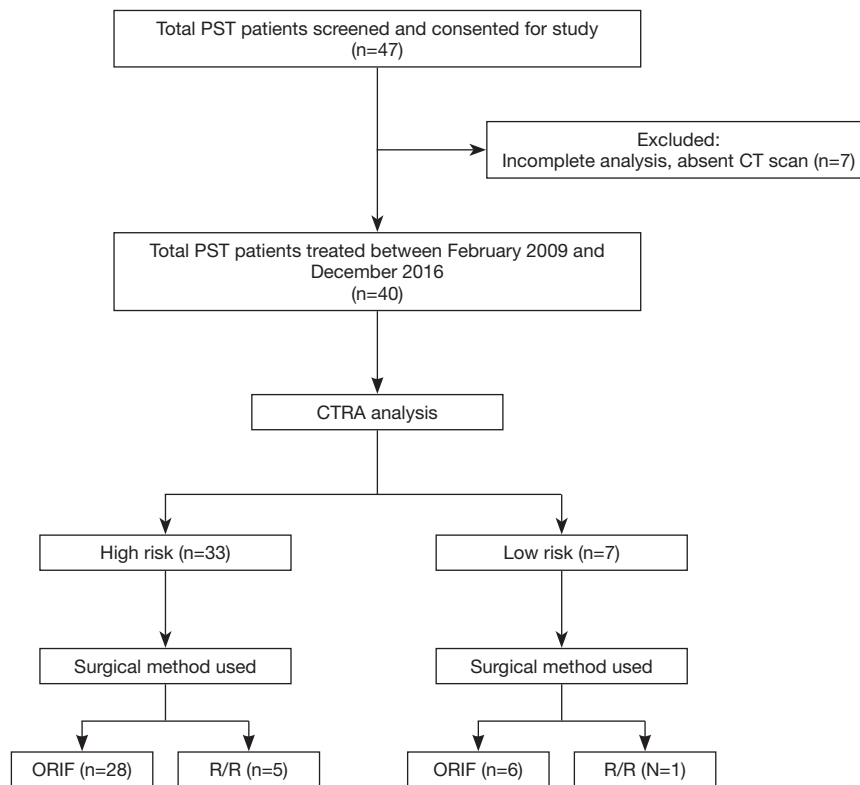 Total PST patients screened and consented for study
(n=47)
Excluded:
Incomplete analysis, absent CT scan (n=7)
Total PST patients treated between February 2009 and
December 2016
(n=40)
CTRA analysis
High risk (n=33)
Low risk (n=7)
Surgical method used
Surgical method used
ORIF (n=28)
R/R (n=5)
ORIF (n=6)
R/R (N=1)